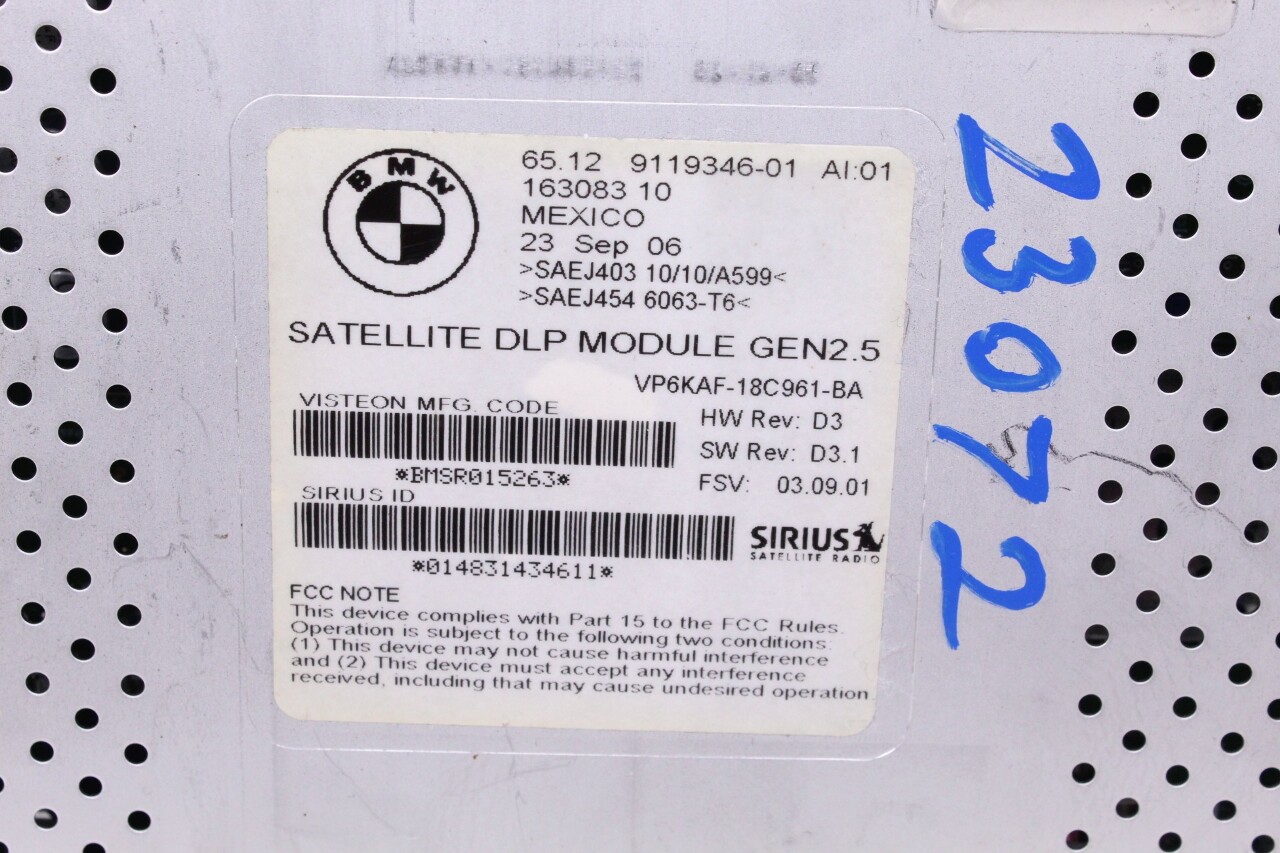 BMW
65.12 9119346-01 AI:01
163083 10
MEXICO
23 Sep 06
>SAEJ403 10/10/A599<
>SAEJ454 6063-T6<
SATELLITE DLP MODULE GEN2.5
VP6KAF-18C961-BA
VISTEON MFG. CODE
HW Rev: D3
*BMSR015263*
SW Rev: D3.1
SIRIUS ID
FSV: 03.09.01
*014831434611*
SIRIUS
SATELLITE RADIO
FCC NOTE
This device complies with Part 15 to the FCC Rules.
Operation is subject to the following two conditions:
(1) This device may not cause harmful interference
and (2) This device must accept any interference
received, including that may cause undesired operation
23072